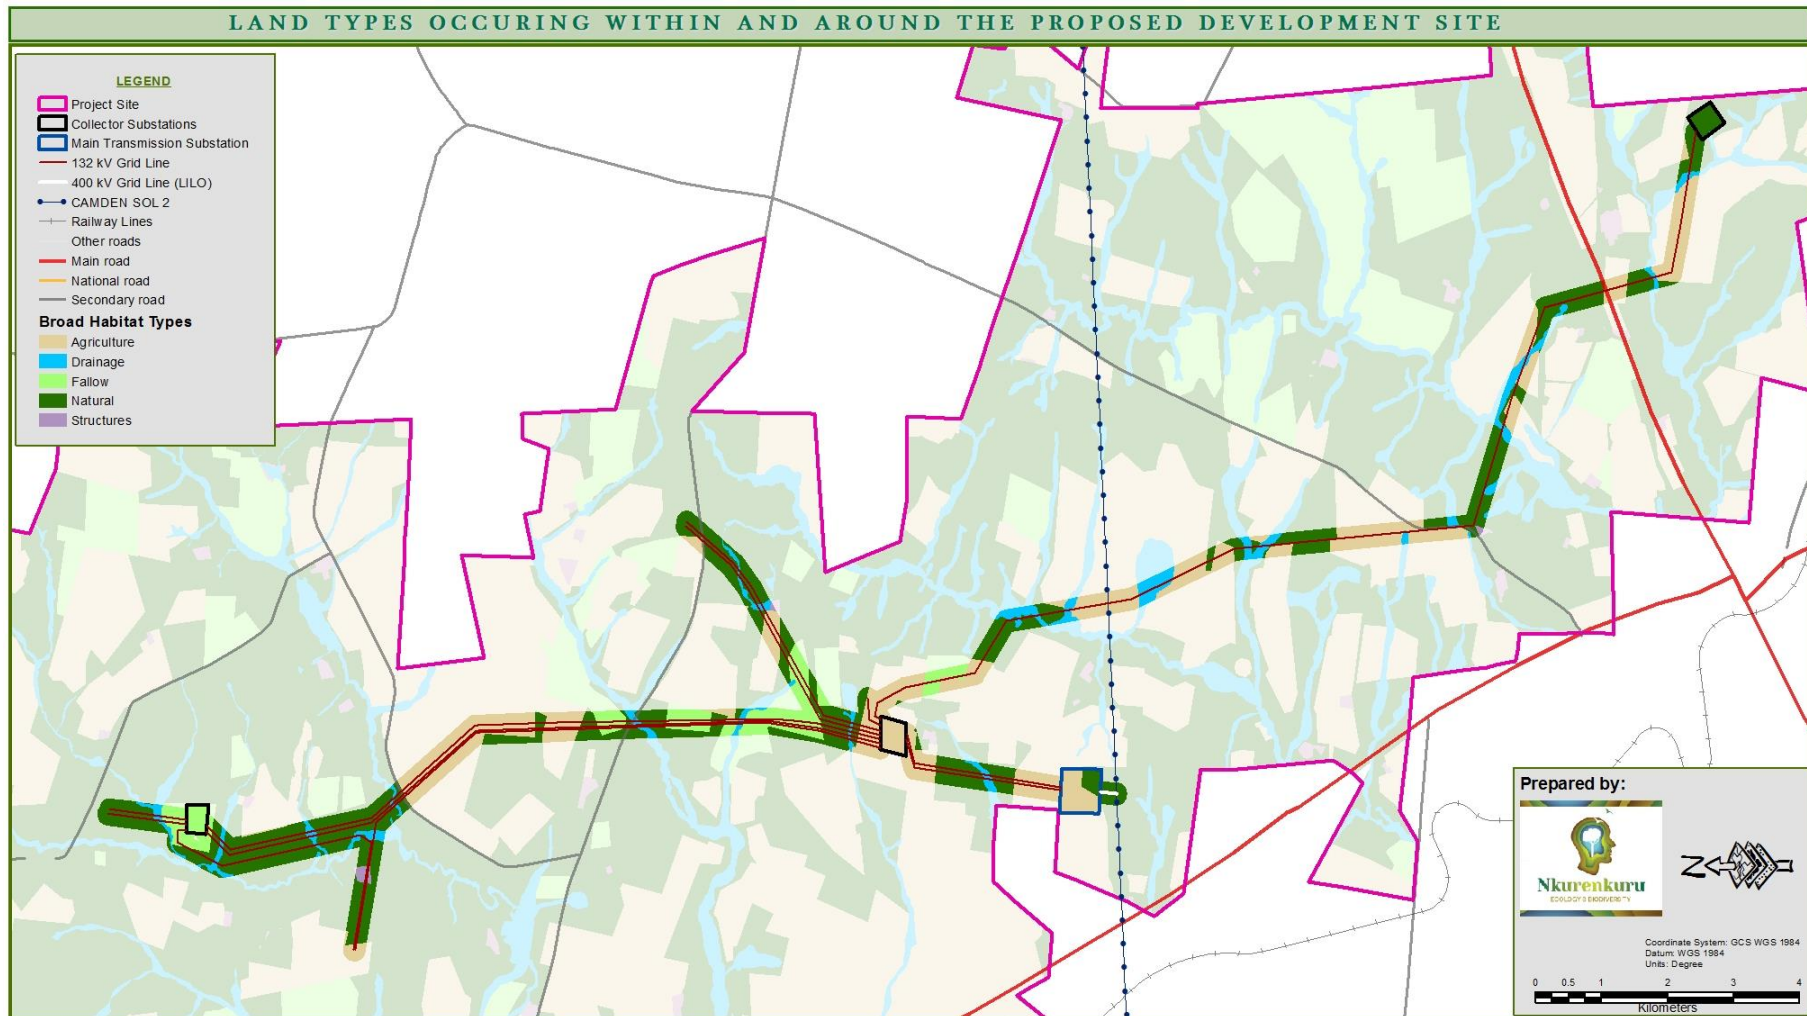 LAND TYPES OCCURING WITHIN AND AROUND THE PROPOSED DEVELOPMENT SITE
LEGEND
Project Site
Collector Substations
Main Transmission Substation
132 kV Grid Line
400 kV Grid Line (LILO)
CAMDEN SOL 2
Railway Lines
Other roads
Main road
National road
Secondary road
Broad Habitat Types
Agriculture
Drainage
Fallow
Natural
Structures
Prepared by:
Nkurenkuru
ECOLOGY & BIODIVERSITY
Z
Coordinate System: GCS WGS 1984
Datum: WGS 1984
Units: Degree
0 0.5 1 2 3 4
Kilometers